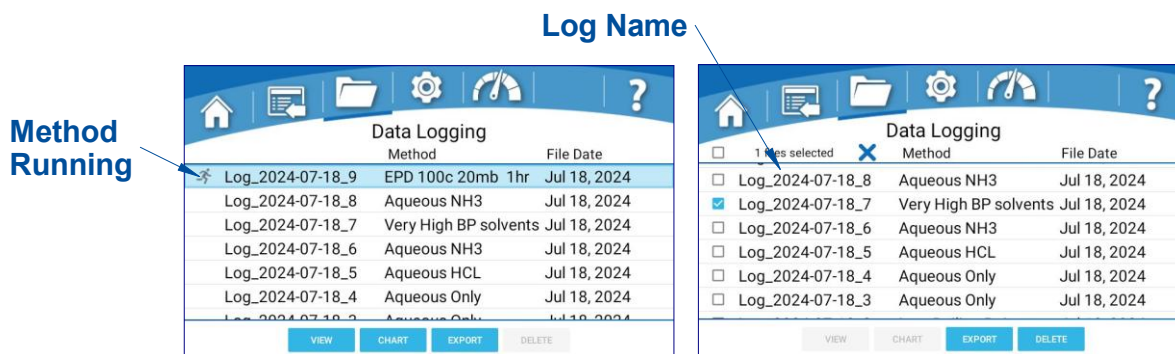 Log Name
Method
Running
?
Data Logging
Method File Date
Log_2024-07-18_9 EPD 100c 20mb 1hr Jul 18, 2024
Log_2024-07-18_8 Aqueous NH3 Jul 18, 2024
Log_2024-07-18_7 Very High BP solvents Jul 18, 2024
Log_2024-07-18_6 Aqueous NH3 Jul 18, 2024
Log_2024-07-18_5 Aqueous HCL Jul 18, 2024
Log_2024-07-18_4 Aqueous Only Jul 18, 2024
VIEW CHART EXPORT DELETE
?
Data Logging
1 files selected Method File Date
Log_2024-07-18_8 Aqueous NH3 Jul 18, 2024
Log_2024-07-18_7 Very High BP solvents Jul 18, 2024
Log_2024-07-18_6 Aqueous NH3 Jul 18, 2024
Log_2024-07-18_5 Aqueous HCL Jul 18, 2024
Log_2024-07-18_4 Aqueous Only Jul 18, 2024
Log_2024-07-18_3 Aqueous Only Jul 18, 2024
VIEW CHART EXPORT DELETE